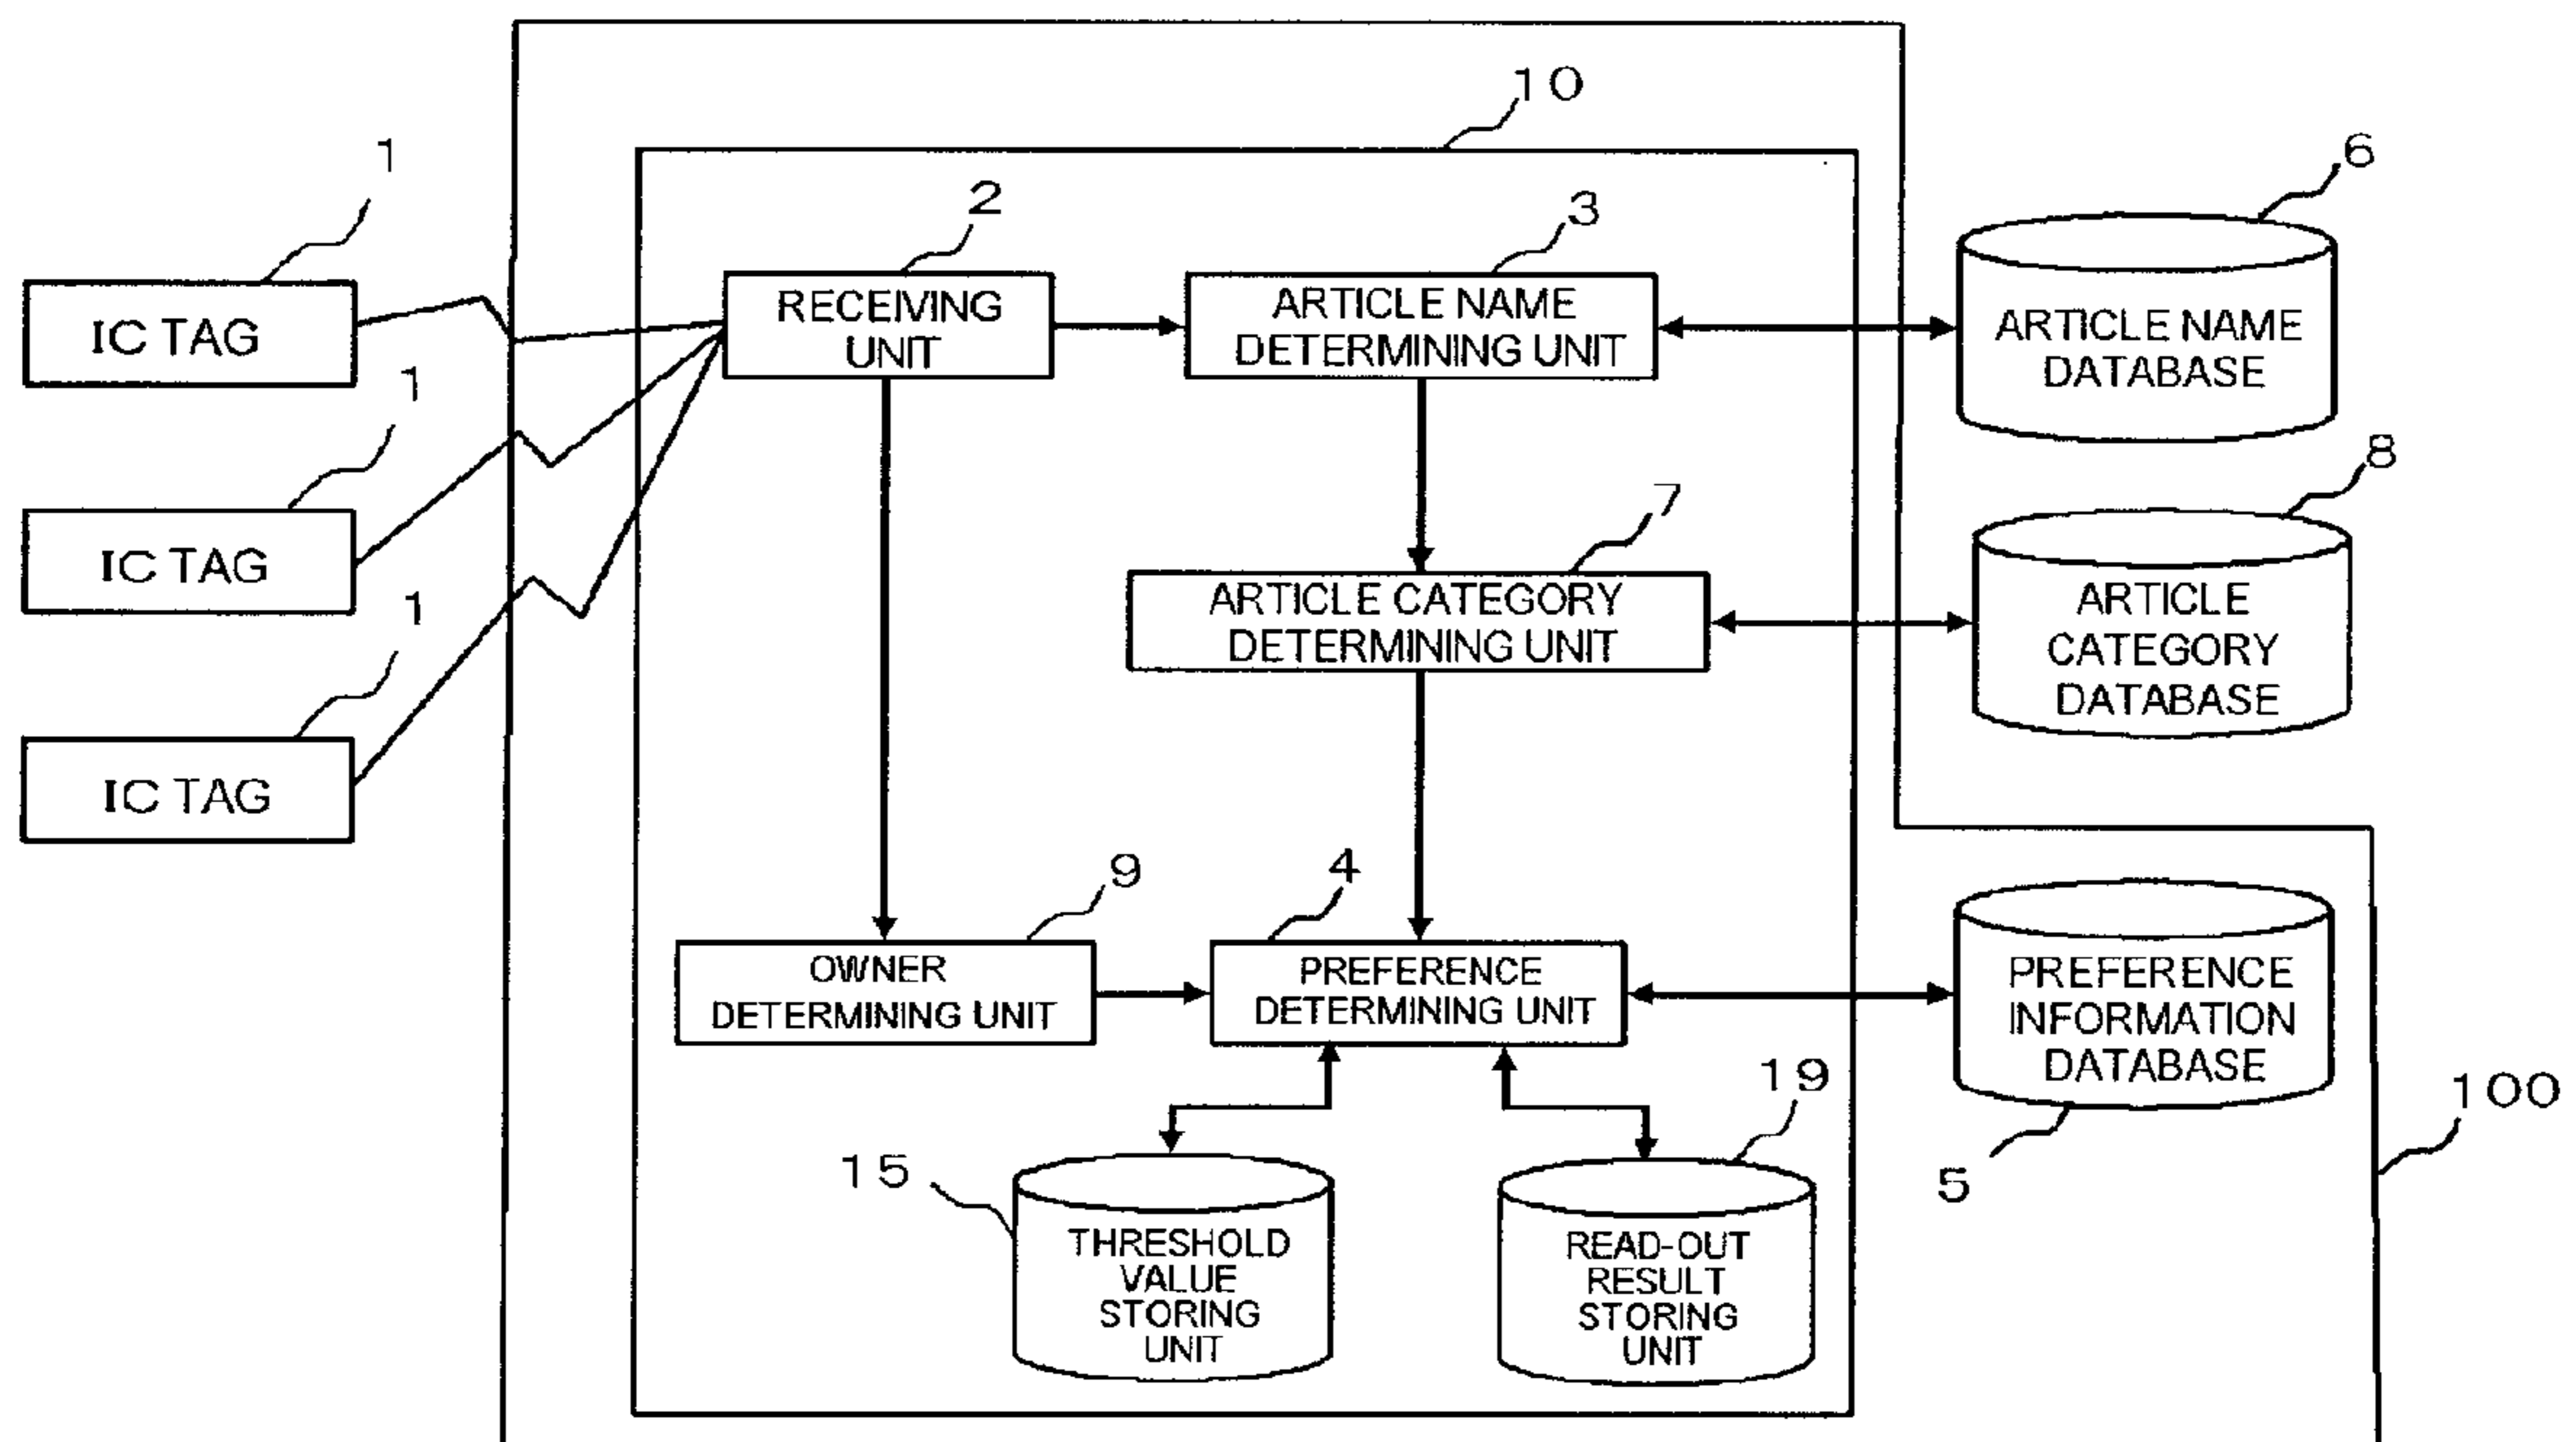 10
1
2
3
6
IC TAG
RECEIVING
UNIT
ARTICLE NAME
DETERMINING UNIT
ARTICLE NAME
DATABASE
1
8
7
IC TAG
ARTICLE CATEGORY
DETERMINING UNIT
ARTICLE
CATEGORY
DATABASE
1
IC TAG
9
4
OWNER
DETERMINING UNIT
PREFERENCE
DETERMINING UNIT
PREFERENCE
INFORMATION
DATABASE
19
100
15
5
THRESHOLD
VALUE
STORING
UNIT
READ-OUT
RESULT
STORING
UNIT